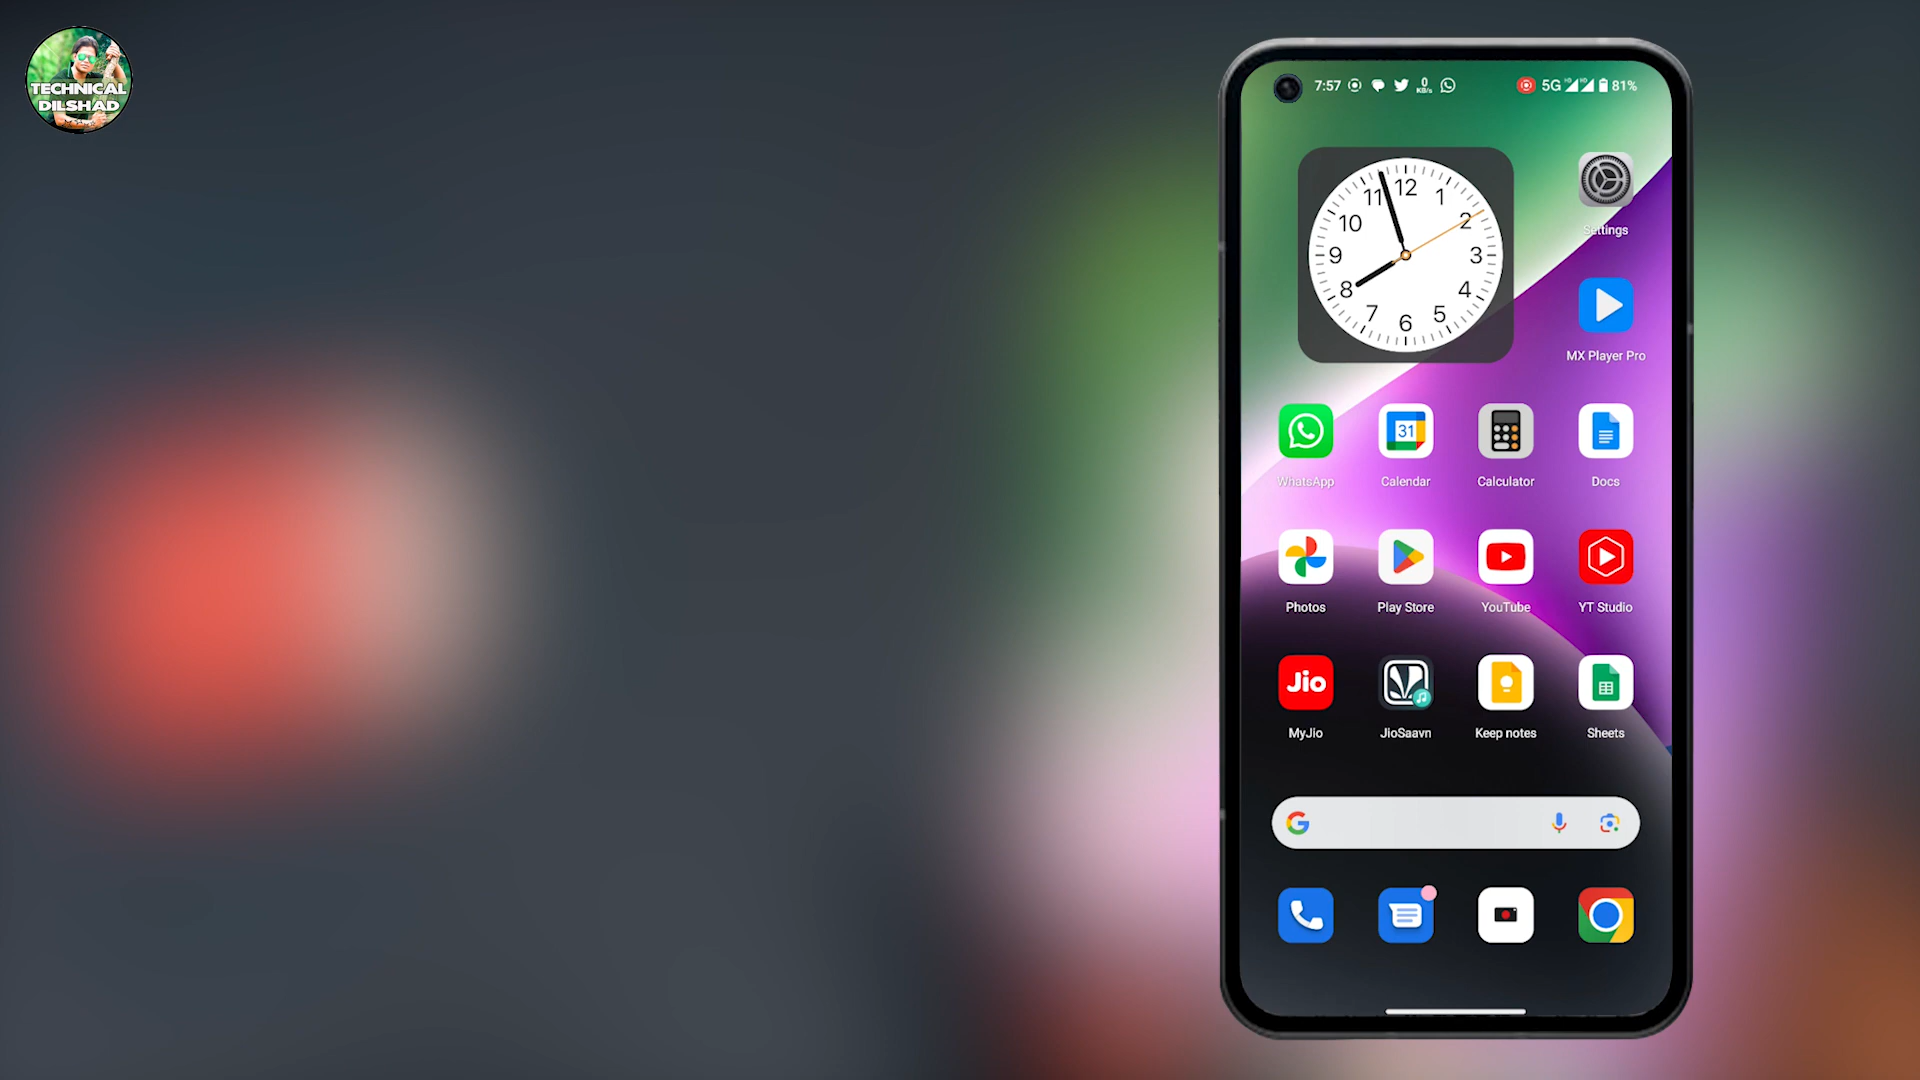 TECHNICAL
DILSHAD
7:57
0
KB/s
5G
81%
12
1
2
3
4
5
6
7
8
9
10
11
Settings
MX Player Pro
31
WhatsApp
Calendar
Calculator
Docs
Photos
Play Store
YouTube
YT Studio
Jio
MyJio
JioSaavn
Keep notes
Sheets